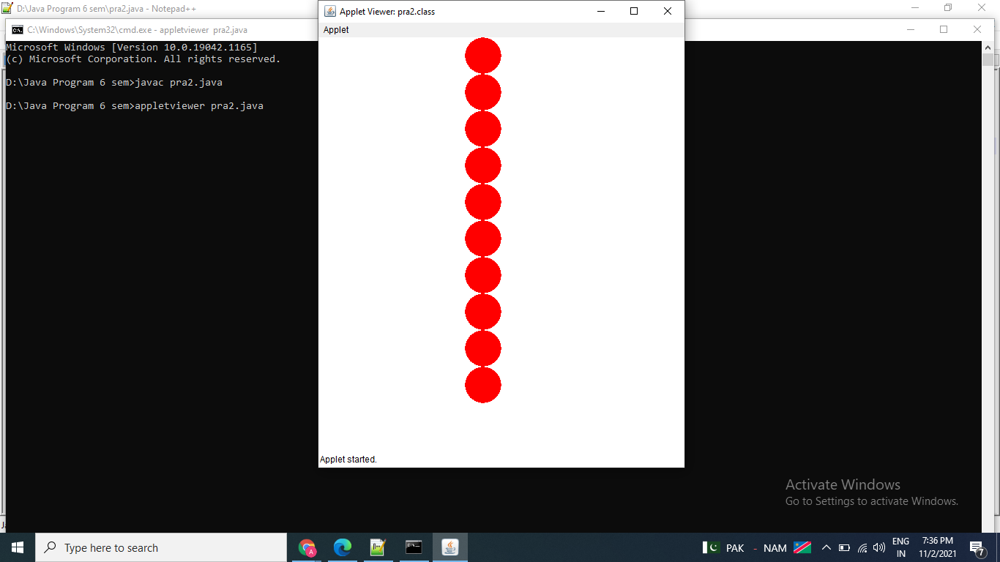 D:\Java Program 6 sem\pra2.java - Notepad++
Applet Viewer: pra2.class
C:\Windows\System32\cmd.exe - appletviewer pra2.java
Applet
Microsoft Windows [Version 10.0.19042.1165]
(c) Microsoft Corporation. All rights reserved.
D:\Java Program 6 sem>javac pra2.java
D:\Java Program 6 sem>appletviewer pra2.java
Applet started.
Activate Windows
Go to Settings to activate Windows.
Type here to search
PAK - NAM
ENG
IN
7:36 PM
11/2/2021
7